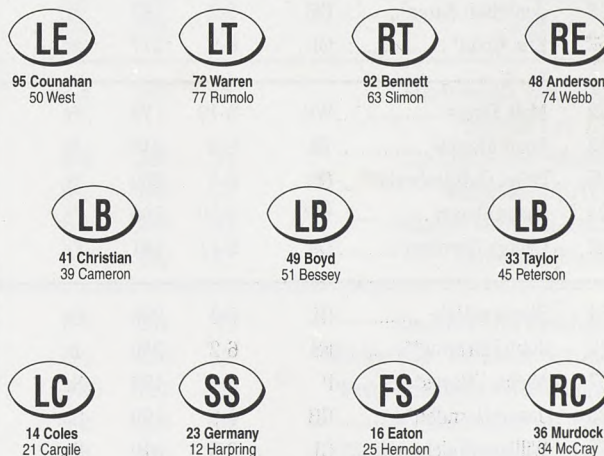 LE LT RT RE
95 Counahan 72 Warren 92 Bennett 48 Anderson
50 West 77 Rumolo 63 Slimon 74 Webb
LB LB LB
41 Christian 49 Boyd 33 Taylor
39 Cameron 51 Bessey 45 Peterson
LC SS FS RC
14 Coles 23 Germany 16 Eaton 36 Murdock
21 Cargile 12 Harpring 25 Herndon 34 McCray